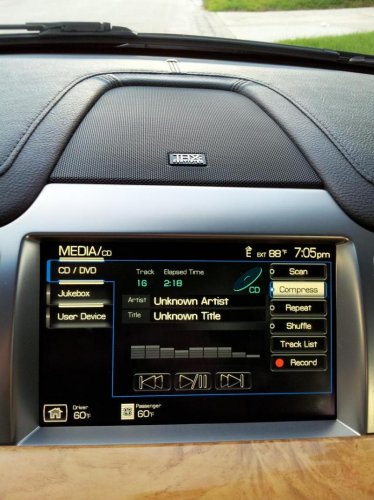 THX
MEDIA/CD
E EXT 88°F 7:05pm
CD / DVD
Jukebox
User Device
Track Elapsed Time
16 2:18
CD
Artist Unknown Artist
Title Unknown Title
Scan
Compress
Repeat
Shuffle
Track List
Record
Driver
60°F
Passenger
60°F